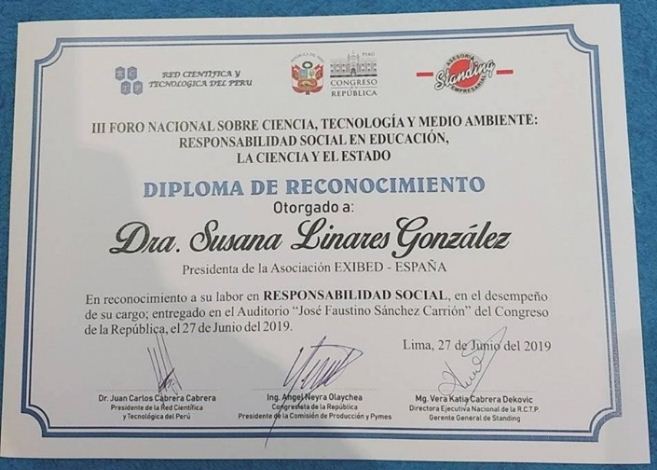 RED CIENTÍFICA Y
TECNOLÓGICA DEL PERÚ
CONGRESO
REPÚBLICA
ASESORÍA
Standing
EMPRESARIAL
III FORO NACIONAL SOBRE CIENCIA, TECNOLOGÍA Y MEDIO AMBIENTE:
RESPONSABILIDAD SOCIAL EN EDUCACIÓN,
LA CIENCIA Y EL ESTADO
DIPLOMA DE RECONOCIMIENTO
Otorgado a:
Dra. Susana Linares González
Presidenta de la Asociación EXIBED - ESPAÑA
En reconocimiento a su labor en RESPONSABILIDAD SOCIAL, en el desempeño
de su cargo; entregado en el Auditorio “José Faustino Sánchez Carrión” del Congreso
de la República, el 27 de Junio del 2019.
Lima, 27 de Junio del 2019
Dr. Juan Carlos Cabrera Cabrera
Presidente de la Red Científica
y Tecnológica del Perú
Ing. Angel Neyra Olaychea
Congresista de la República
Presidente de la Comisión de Producción y Pymes
Mg. Vera Katia Cabrera Dekovic
Directora Ejecutiva Nacional de la R.C.T.P.
Gerente General de Standing